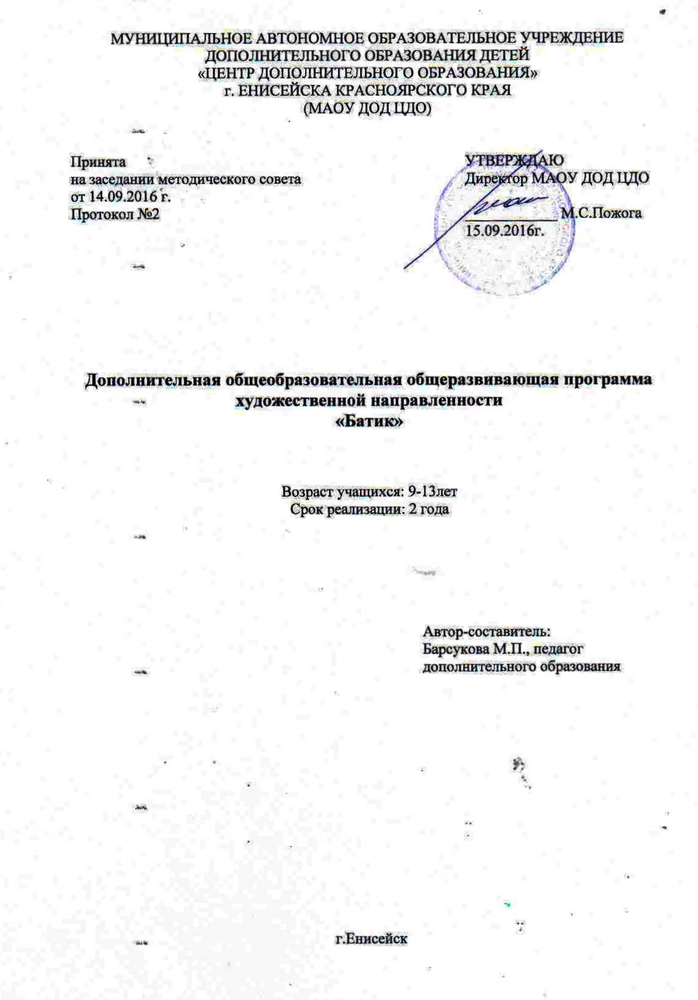 МУНИЦИПАЛЬНОЕ АВТОНОМНОЕ ОБРАЗОВАТЕЛЬНОЕ УЧРЕЖДЕНИЕ
ДОПОЛНИТЕЛЬНОГО ОБРАЗОВАНИЯ ДЕТЕЙ
«ЦЕНТР ДОПОЛНИТЕЛЬНОГО ОБРАЗОВАНИЯ»
г. ЕНИСЕЙСКА КРАСНОЯРСКОГО КРАЯ
(МАОУ ДОД ЦДО)
Принята
на заседании методического совета
от 14.09.2016 г.
Протокол №2
УТВЕРЖДАЮ
Директор МАОУ ДОД ЦДО
____________ М.С.Пожога
15.09.2016г.
Дополнительная общеобразовательная общеразвивающая программа
художественной направленности
«Батик»
Возраст учащихся: 9-13лет
Срок реализации: 2 года
Автор-составитель:
Барсукова М.П., педагог
дополнительного образования
г.Енисейск